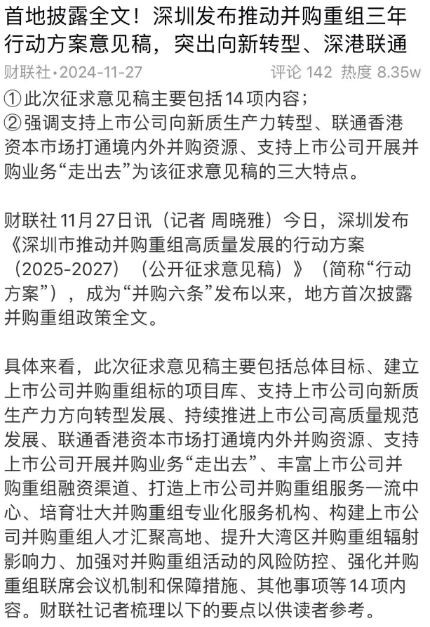 首地披露全文！深圳发布推动并购重组三年
行动方案意见稿，突出向新转型、深港联通
财联社·2024-11-27 评论 142 热度 8.35w
①此次征求意见稿主要包括14项内容；
②强调支持上市公司向新质生产力转型、联通香港
资本市场打通境内外并购资源、支持上市公司开展并
购业务“走出去”为该征求意见稿的三大特点。
财联社11月27日讯（记者 周晓雅）今日，深圳发布
《深圳市推动并购重组高质量发展的行动方案
（2025-2027）（公开征求意见稿）》（简称“行动
方案”），成为“并购六条”发布以来，地方首次披露
并购重组政策全文。
具体来看，此次征求意见稿主要包括总体目标、建立
上市公司并购重组标的项目库、支持上市公司向新质
生产力方向转型发展、持续推进上市公司高质量规范
发展、联通香港资本市场打通境内外并购资源、支持
上市公司开展并购业务“走出去”、丰富上市公司并
购重组融资渠道、打造上市公司并购重组服务一流中
心、培育壮大并购重组专业化服务机构、构建上市公
司并购重组人才汇聚高地、提升大湾区并购重组辐射
影响力、加强对并购重组活动的风险防控、强化并购
重组联席会议机制和保障措施、其他事项等14项内
容。财联社记者梳理以下的要点以供读者参考。